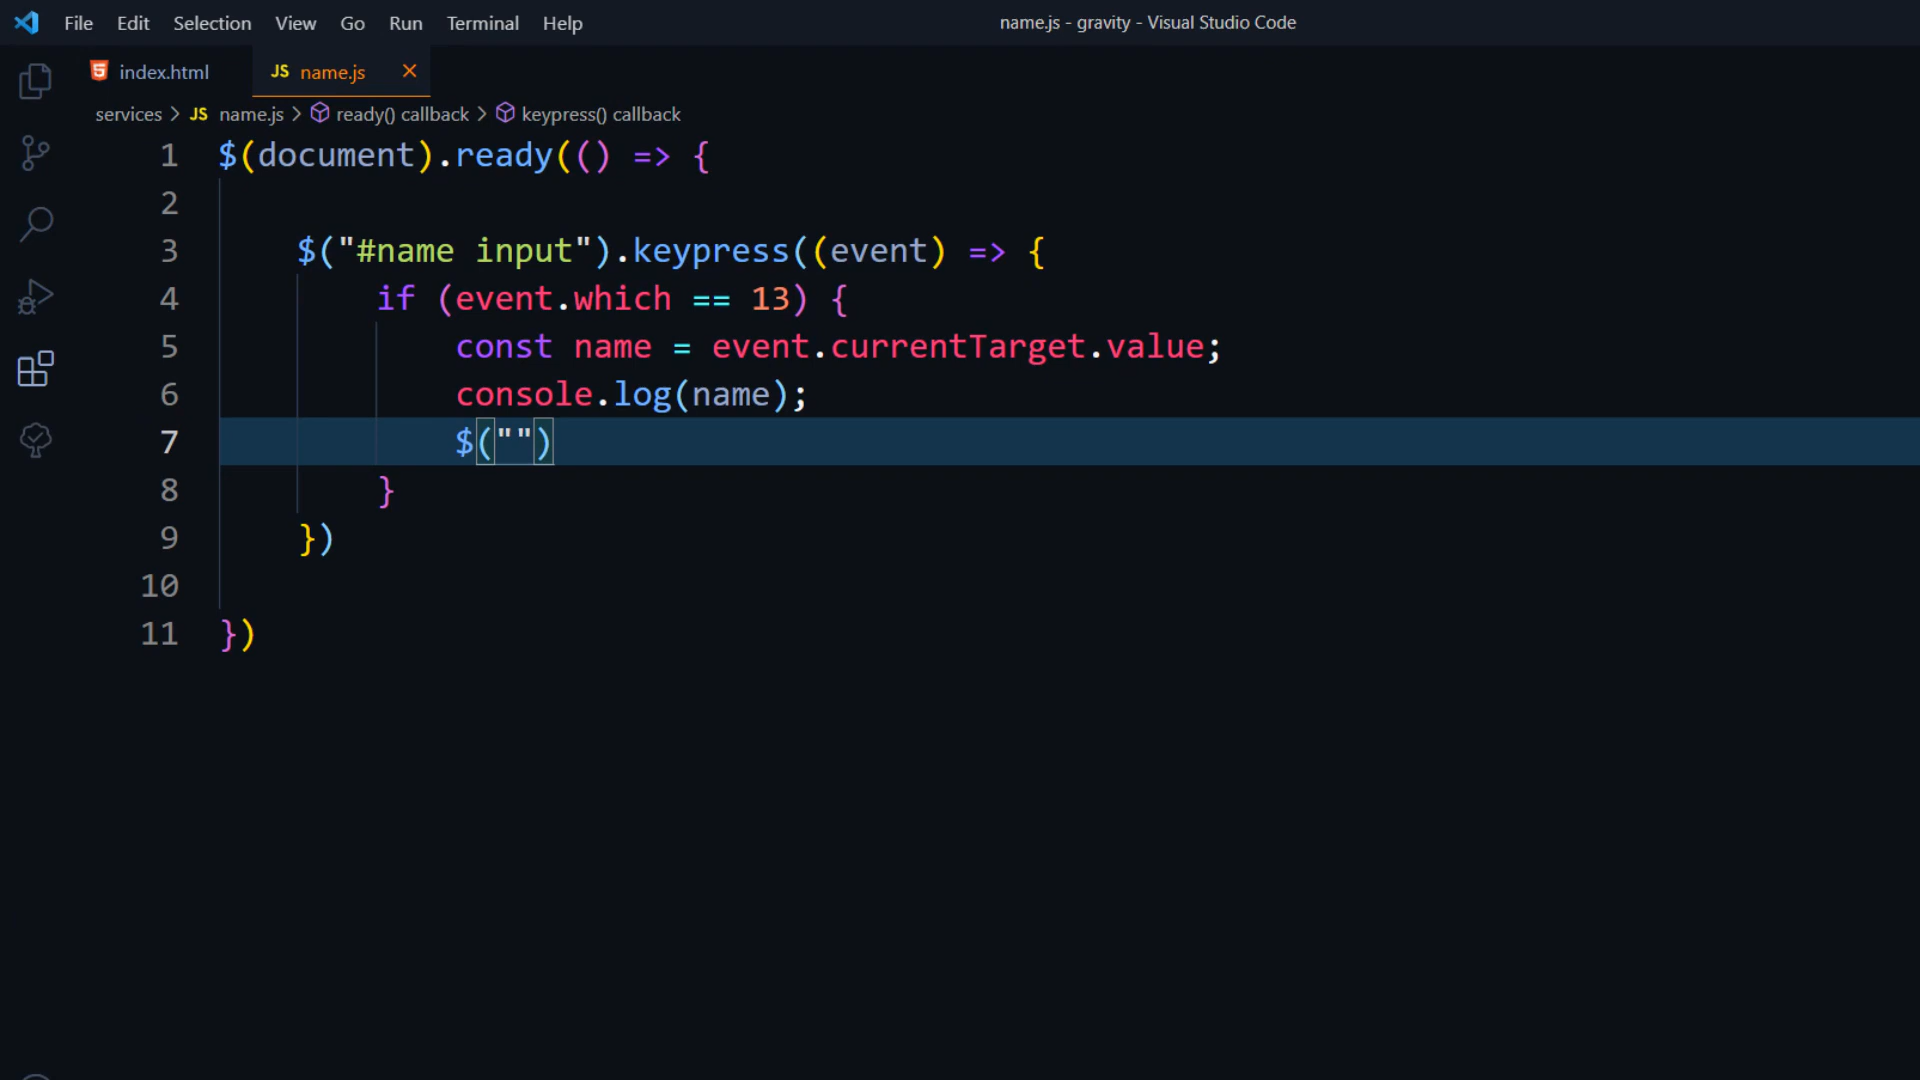 File Edit Selection View Go Run Terminal Help name.js - gravity - Visual Studio Code
index.html JS name.js
services > JS name.js > ready() callback > keypress() callback
1 $(document).ready(() => {
2
3 $("#name input").keypress((event) => {
4 if (event.which == 13) {
5 const name = event.currentTarget.value;
6 console.log(name);
7 $("")
8 }
9 })
10
11 })